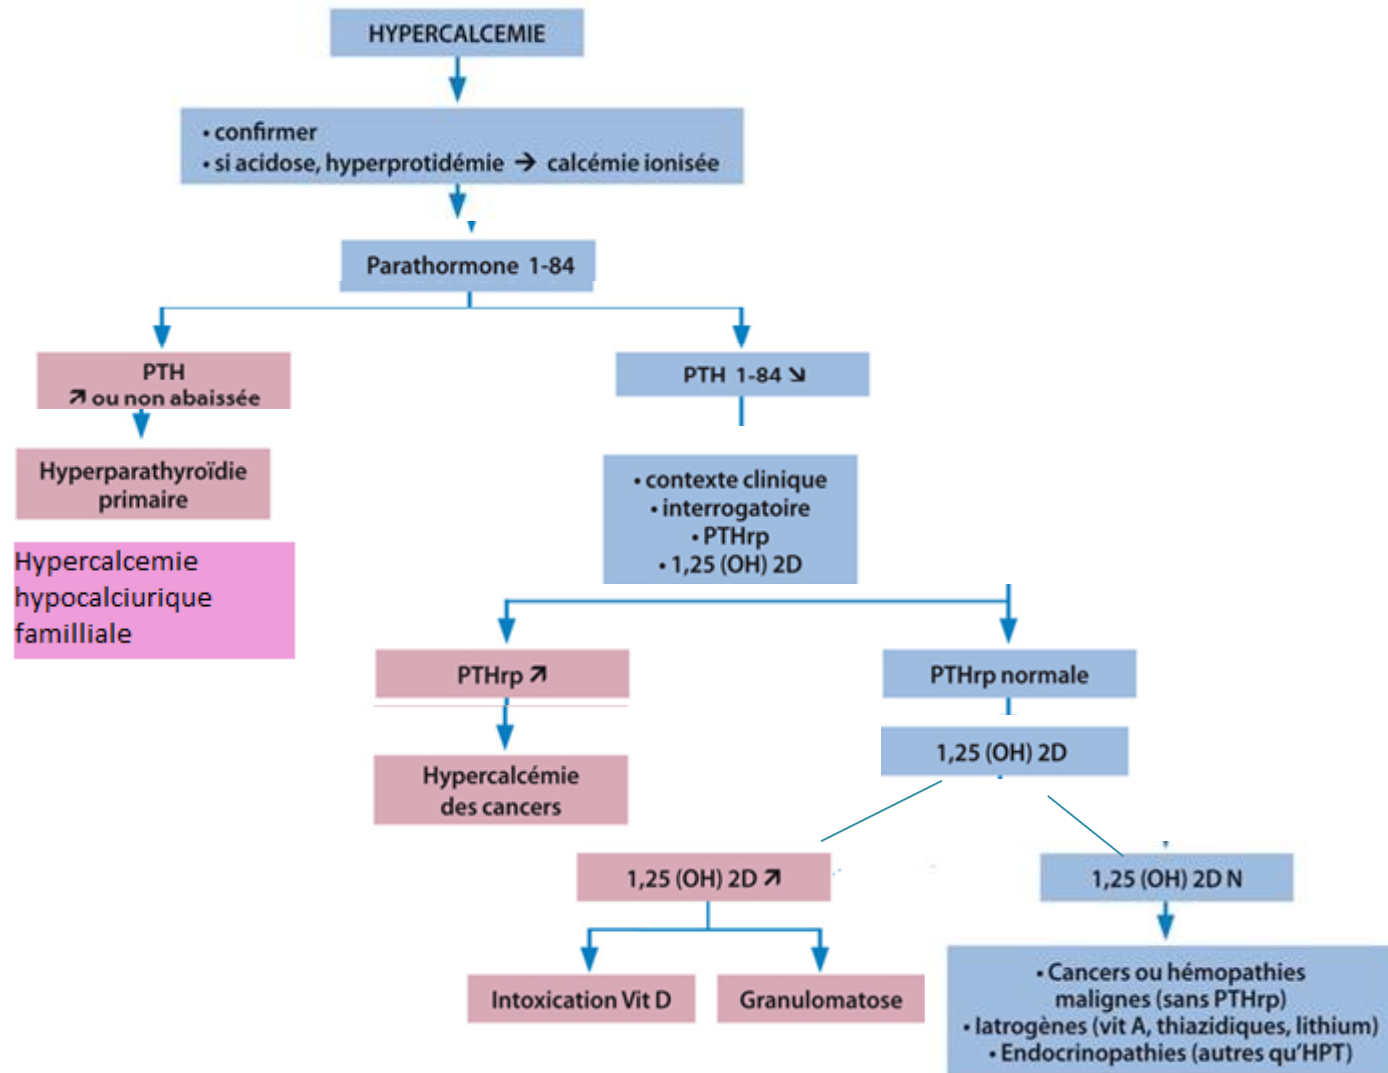 HYPERCALCEMIE
• confirmer
• si acidose, hyperprotidémie → calcémie ionisée
Parathormone 1-84
PTH
↗ ou non abaissée
PTH 1-84 ↘
Hyperparathyroïdie
primaire
• contexte clinique
• interrogatoire
• PTHrp
• 1,25 (OH) 2D
Hypercalcemie
hypocalciurique
familliale
PTHrp ↗
PTHrp normale
1,25 (OH) 2D
Hypercalcémie
des cancers
1,25 (OH) 2D ↗
1,25 (OH) 2D N
Intoxication Vit D
Granulomatose
• Cancers ou hémopathies
malignes (sans PTHrp)
• Iatrogènes (vit A, thiazidiques, lithium)
• Endocrinopathies (autres qu'HPT)